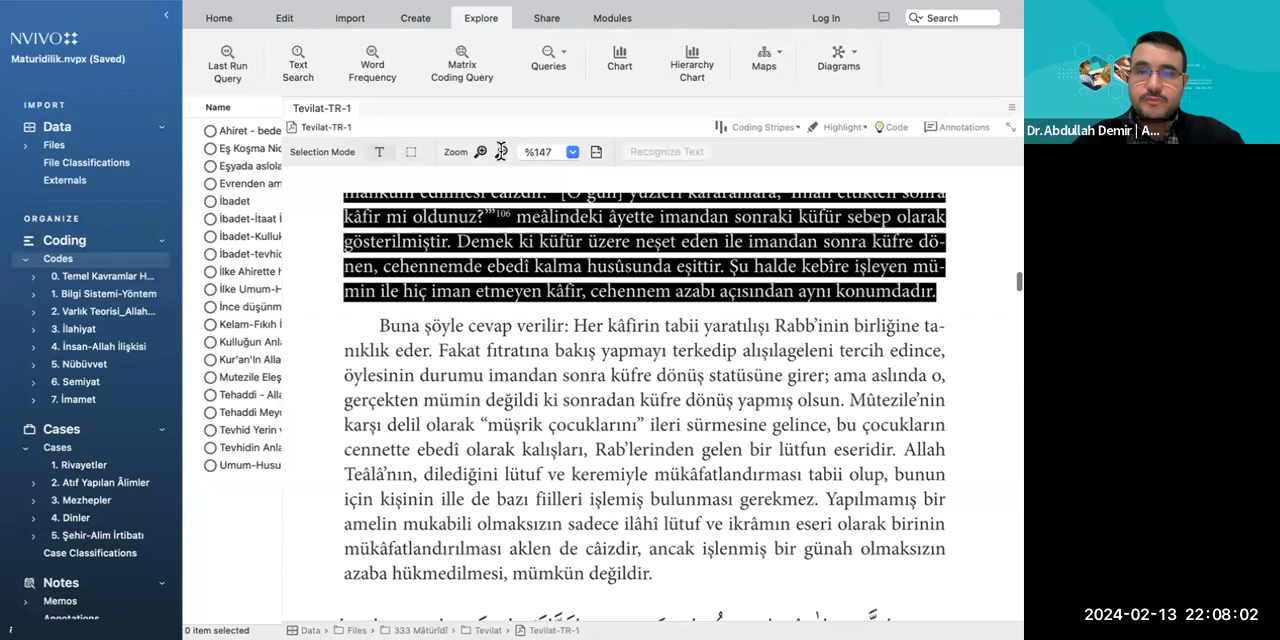 NVIVO
Maturidilik.nvpx (Saved)
IMPORT
Data
Files
File Classifications
Externals
ORGANIZE
Coding
Codes
0. Temel Kavramlar H...
1. Bilgi Sistemi-Yöntem
2. Varlık Teorisi_Allah...
3. İlahiyat
4. İnsan-Allah İlişkisi
5. Nübüvvet
6. Semiyat
7. İmamet
Cases
Cases
1. Rivayetler
2. Atıf Yapılan Âlimler
3. Mezhepler
4. Dinler
5. Şehir-Alim İrtibatı
Case Classifications
Notes
Memos
Annotations
Home Edit Import Create Explore Share Modules Log In Search
Last Run Query
Text Search
Word Frequency
Matrix Coding Query
Queries
Chart
Hierarchy Chart
Maps
Diagrams
Name
Ahiret - bede
Eş Koşma Nic
Eşyada aslola
Evrenden am
İbadet
İbadet-İtaat İ
İbadet-Kulluk
İbadet-tevhic
İlke Ahirette h
İlke Umum-H
İnce düşünm
Kelam-Fıkıh İ
Kulluğun Anla
Kur'an'In Alla
Mutezile Eleş
Tehaddi - Alla
Tehaddi Meyc
Tevhid Yerin v
Tevhidin Anla
Umum-Husu
Tevilat-TR-1
Tevilat-TR-1 Coding Stripes Highlight Code Annotations
Selection Mode T Zoom %147 Recognize Text
mahkûm edilmesi câizdir. “[O gün] yüzleri kararanlara, ‘İman ettikten sonra
kâfir mi oldunuz?’”106 meâlindeki âyette imandan sonraki küfür sebep olarak
gösterilmiştir. Demek ki küfür üzere neşet eden ile imandan sonra küfre dö-
nen, cehennemde ebedî kalma husûsunda eşittir. Şu halde kebîre işleyen mü-
min ile hiç iman etmeyen kâfir, cehennem azabı açısından aynı konumdadır.
Buna şöyle cevap verilir: Her kâfirin tabii yaratılışı Rabb’inin birliğine ta-
nıklık eder. Fakat fıtratına bakış yapmayı terkedip alışılageleni tercih edince,
öylesinin durumu imandan sonra küfre dönüş statüsüne girer; ama aslında o,
gerçekten mümin değildi ki sonradan küfre dönüş yapmış olsun. Mûtezile’nin
karşı delil olarak “müşrik çocuklarını” ileri sürmesine gelince, bu çocukların
cennette ebedî olarak kalışları, Rab’lerinden gelen bir lütfun eseridir. Allah
Teâlâ’nın, dilediğini lütuf ve keremiyle mükâfatlandırması tabii olup, bunun
için kişinin ille de bazı fiilleri işlemiş bulunması gerekmez. Yapılmamış bir
amelin mukabili olmaksızın sadece ilâhî lütuf ve ikrâmın eseri olarak birinin
mükâfatlandırılması aklen de câizdir, ancak işlenmiş bir günah olmaksızın
azaba hükmedilmesi, mümkün değildir.
0 item selected Data Files 333 Mâtürîdî Tevilat Tevilat-TR-1
Dr.Abdullah Demir | A...
2024-02-13 22:08:02